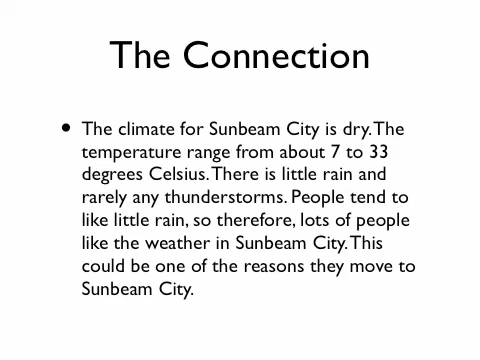 The Connection
• The climate for Sunbeam City is dry. The
temperature range from about 7 to 33
degrees Celsius. There is little rain and
rarely any thunderstorms. People tend to
like little rain, so therefore, lots of people
like the weather in Sunbeam City. This
could be one of the reasons they move to
Sunbeam City.